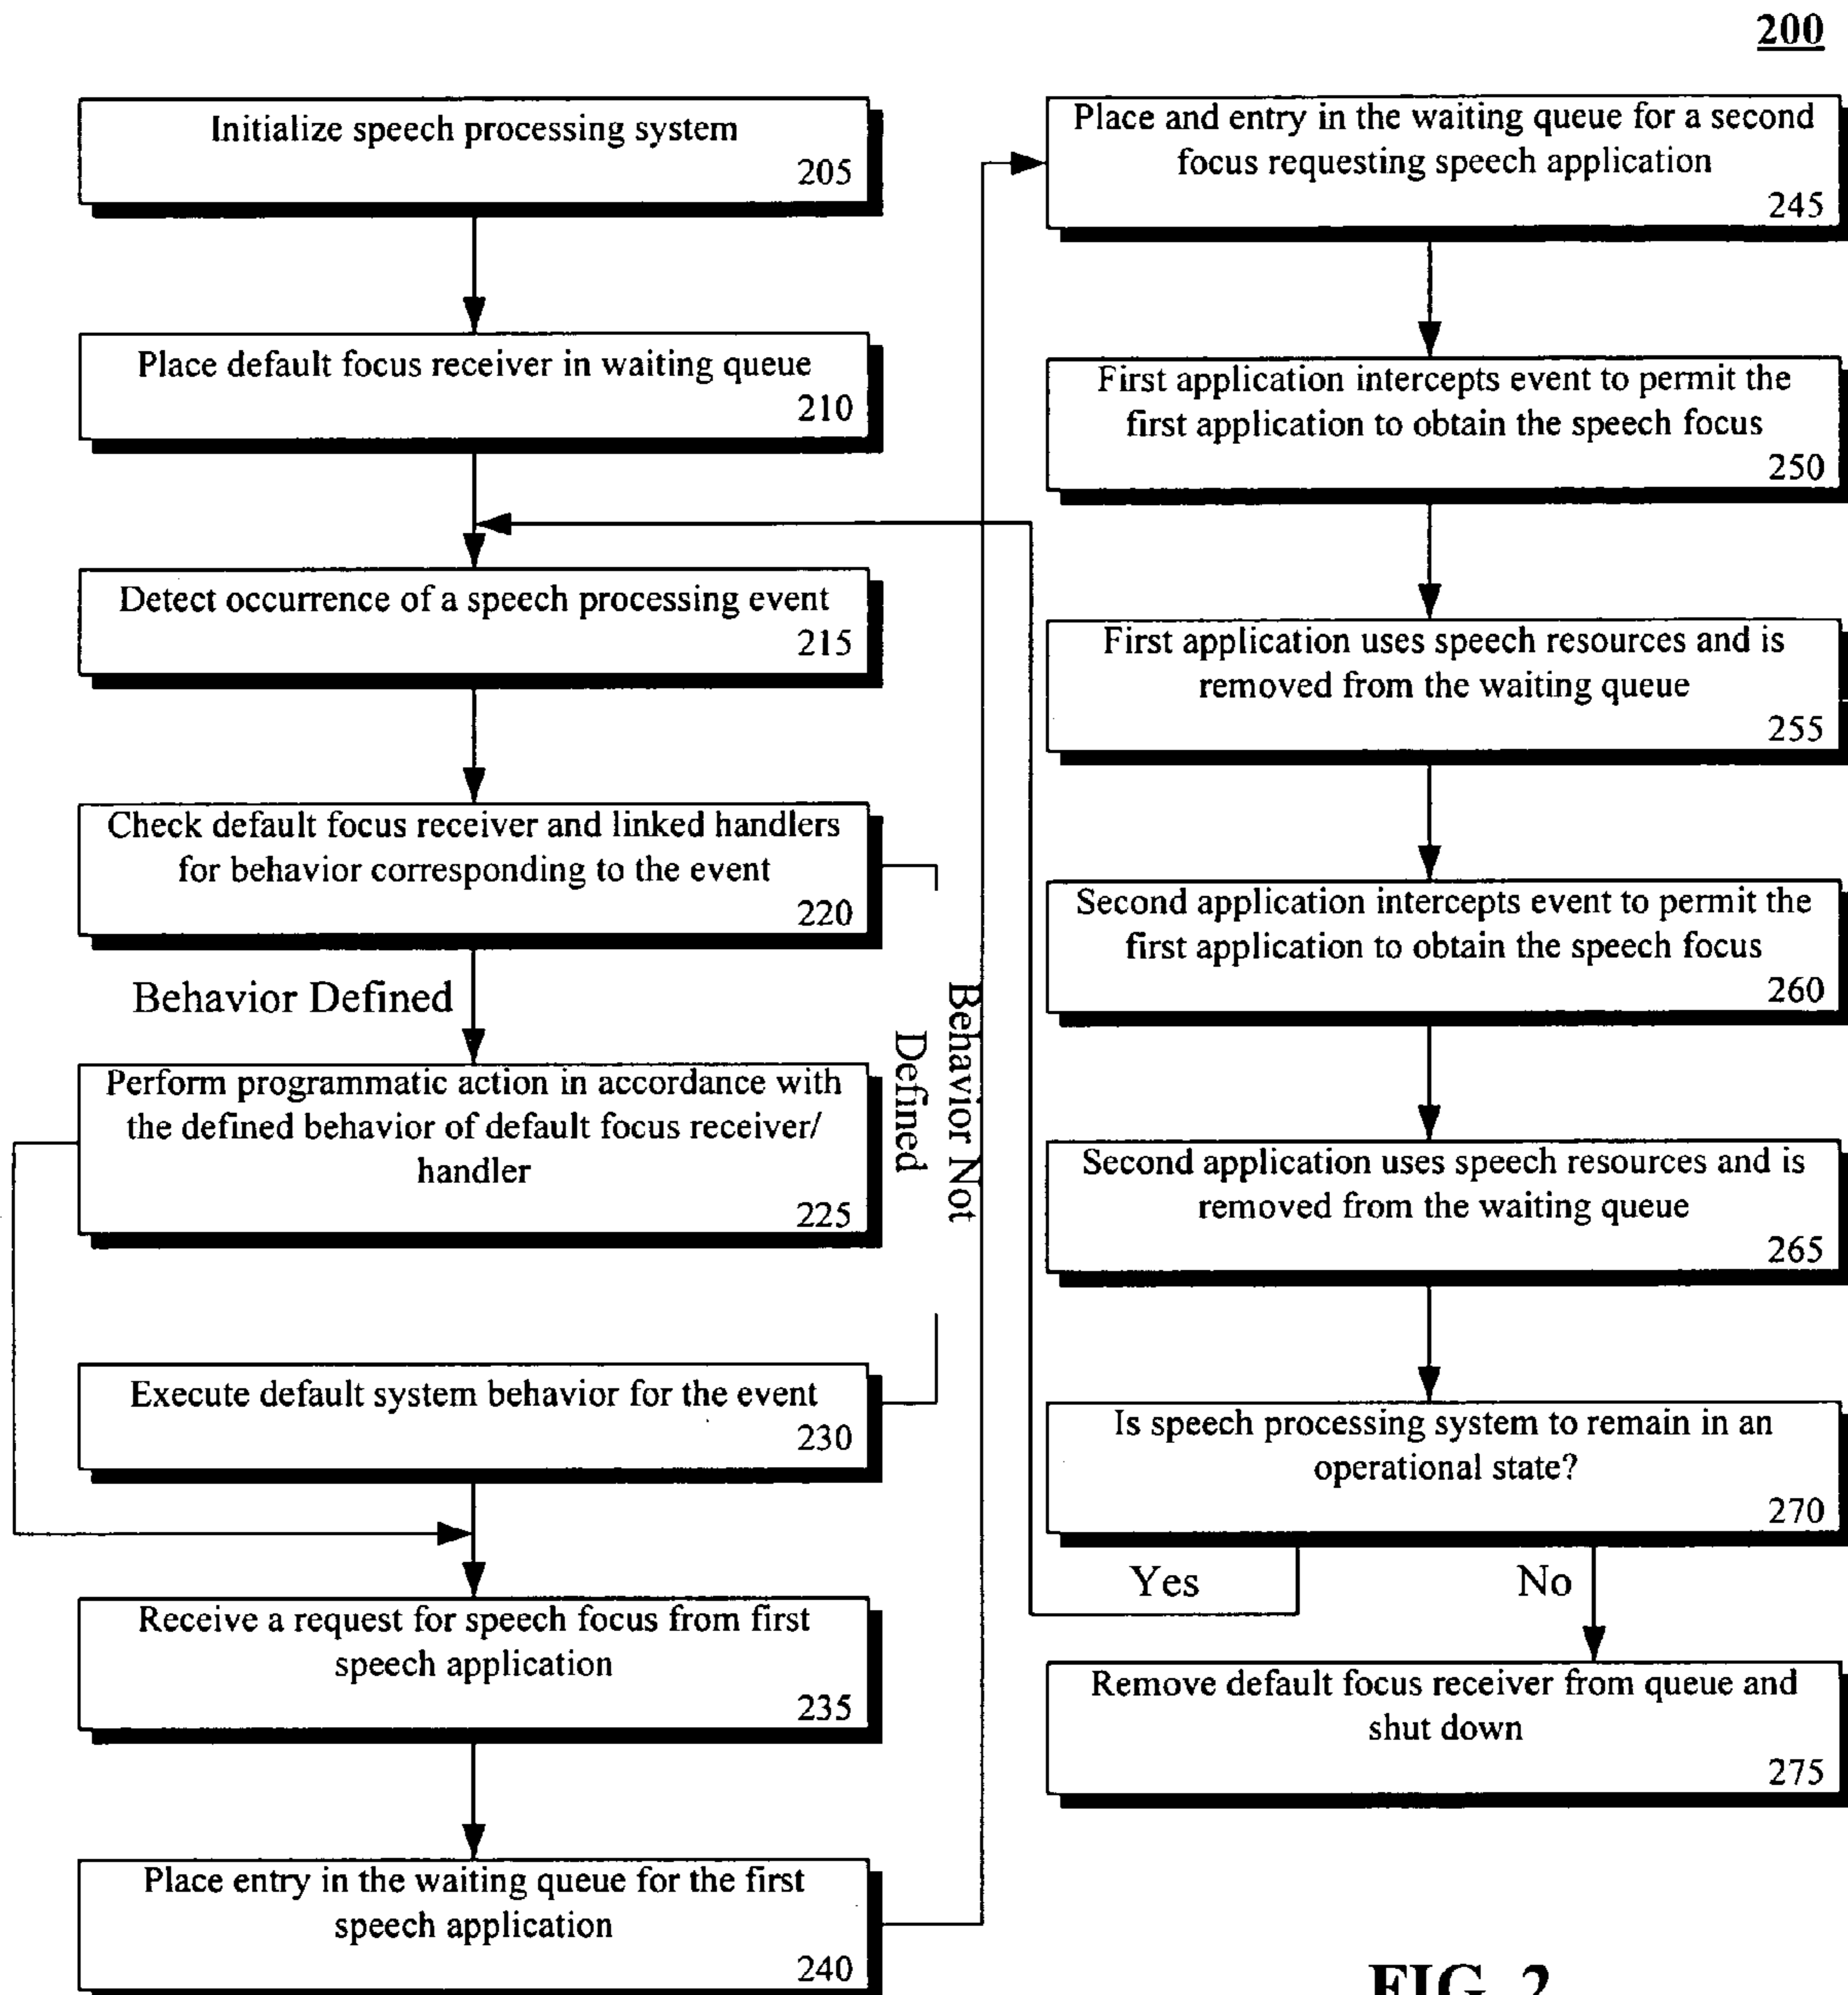 200
Initialize speech processing system
205
Place default focus receiver in waiting queue
210
Detect occurrence of a speech processing event
215
Check default focus receiver and linked handlers
for behavior corresponding to the event
220
Behavior Defined
Behavior Not
Defined
Perform programmatic action in accordance with
the defined behavior of default focus receiver/
handler
225
Execute default system behavior for the event
230
Receive a request for speech focus from first
speech application
235
Place entry in the waiting queue for the first
speech application
240
Place and entry in the waiting queue for a second
focus requesting speech application
245
First application intercepts event to permit the
first application to obtain the speech focus
250
First application uses speech resources and is
removed from the waiting queue
255
Second application intercepts event to permit the
first application to obtain the speech focus
260
Second application uses speech resources and is
removed from the waiting queue
265
Is speech processing system to remain in an
operational state?
270
Yes
No
Remove default focus receiver from queue and
shut down
275
FIG. 2